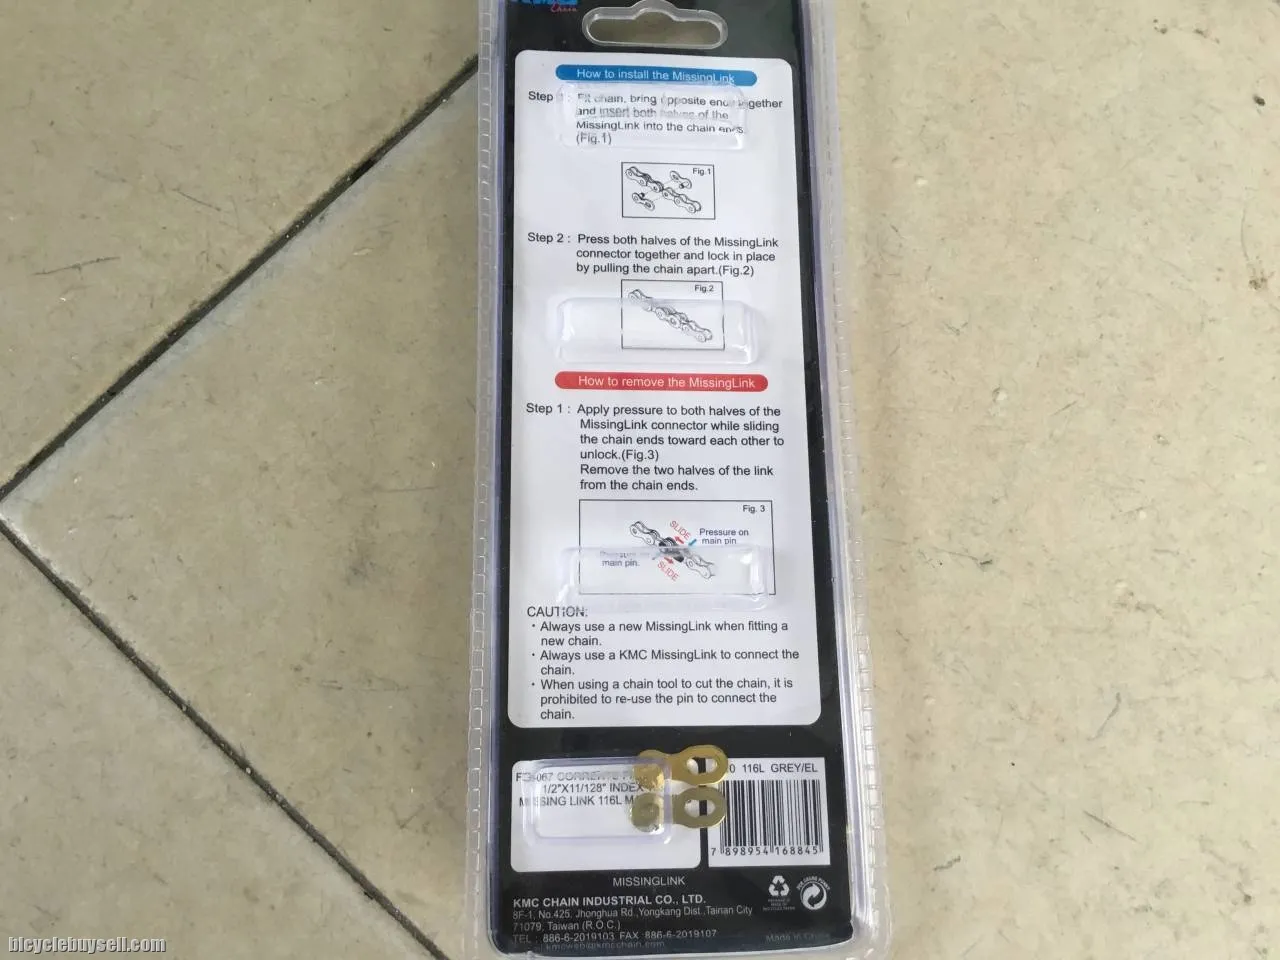 Chain
How to install the MissingLink
Step 1 : Fit chain, bring opposite ends together
and insert both halves of the
MissingLink into the chain ends.
(Fig.1)
Fig.1
Step 2 : Press both halves of the MissingLink
connector together and lock in place
by pulling the chain apart.(Fig.2)
Fig.2
How to remove the MissingLink
Step 1 : Apply pressure to both halves of the
MissingLink connector while sliding
the chain ends toward each other to
unlock.(Fig.3)
Remove the two halves of the link
from the chain ends.
Fig. 3
SLIDE
Pressure on
main pin
Pressure on
main pin.
SLIDE
CAUTION:
· Always use a new MissingLink when fitting a
new chain.
· Always use a KMC MissingLink to connect the
chain.
· When using a chain tool to cut the chain, it is
prohibited to re-use the pin to connect the
chain.
0 116L GREY/EL
1/2"X11/128" INDEX
MISSING LINK 116L
7 898954 168845
MISSINGLINK
KMC CHAIN INDUSTRIAL CO., LTD.
8F-1, No.425, Jhonghua Rd.,Yongkang Dist.,Tainan City
71079, Taiwan (R.O.C.)
TEL : 886-6-2019103 FAX :886-6-2019107
kmcweb@kmcchain.com
Made in China
bicyclebuysell.com